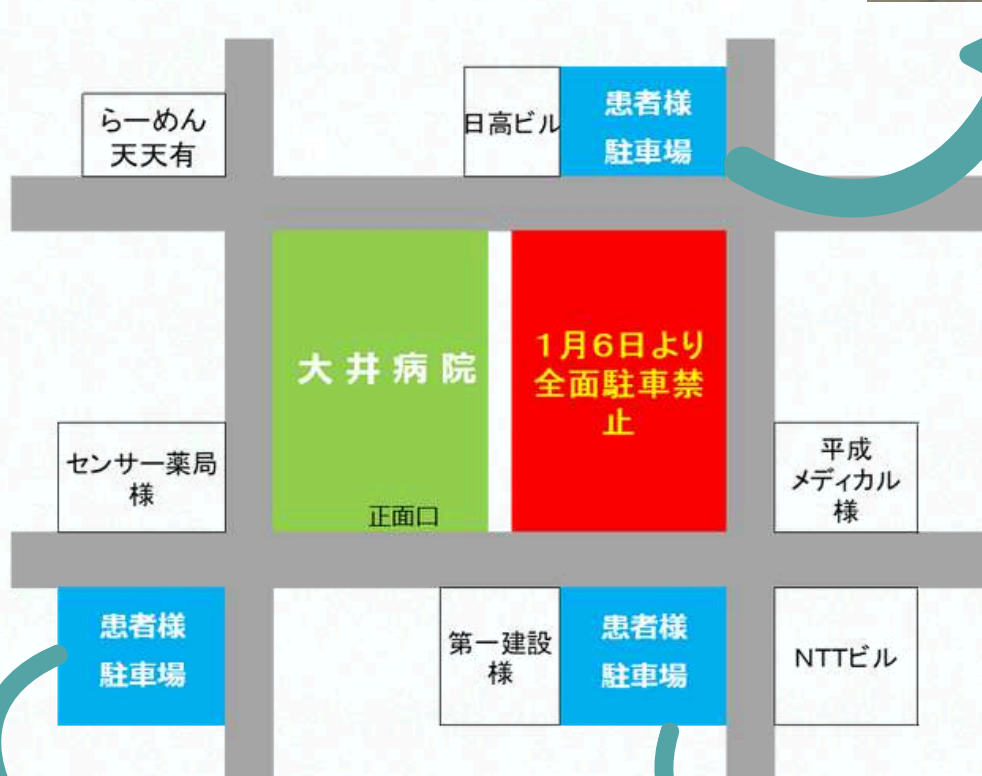 らーめん
天天有
日高ビル
患者様
駐車場
大井病院
正面口
1月6日より
全面駐車禁
止
センサー薬局
様
平成
メディカル
様
患者様
駐車場
第一建設
様
患者様
駐車場
NTTビル